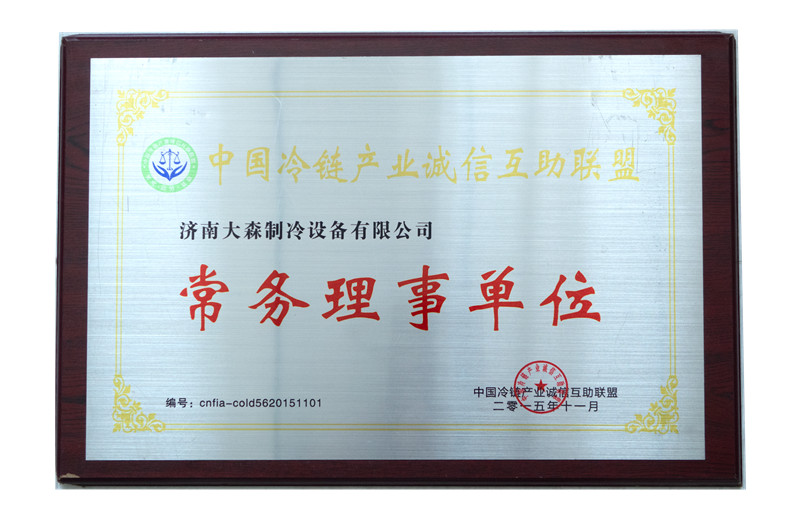 中国冷链产业诚信互助联盟
济南大森制冷设备有限公司
常务理事单位
编号：cnfia-cold5620151101
中国冷链产业诚信互助联盟
二零一五年十一月